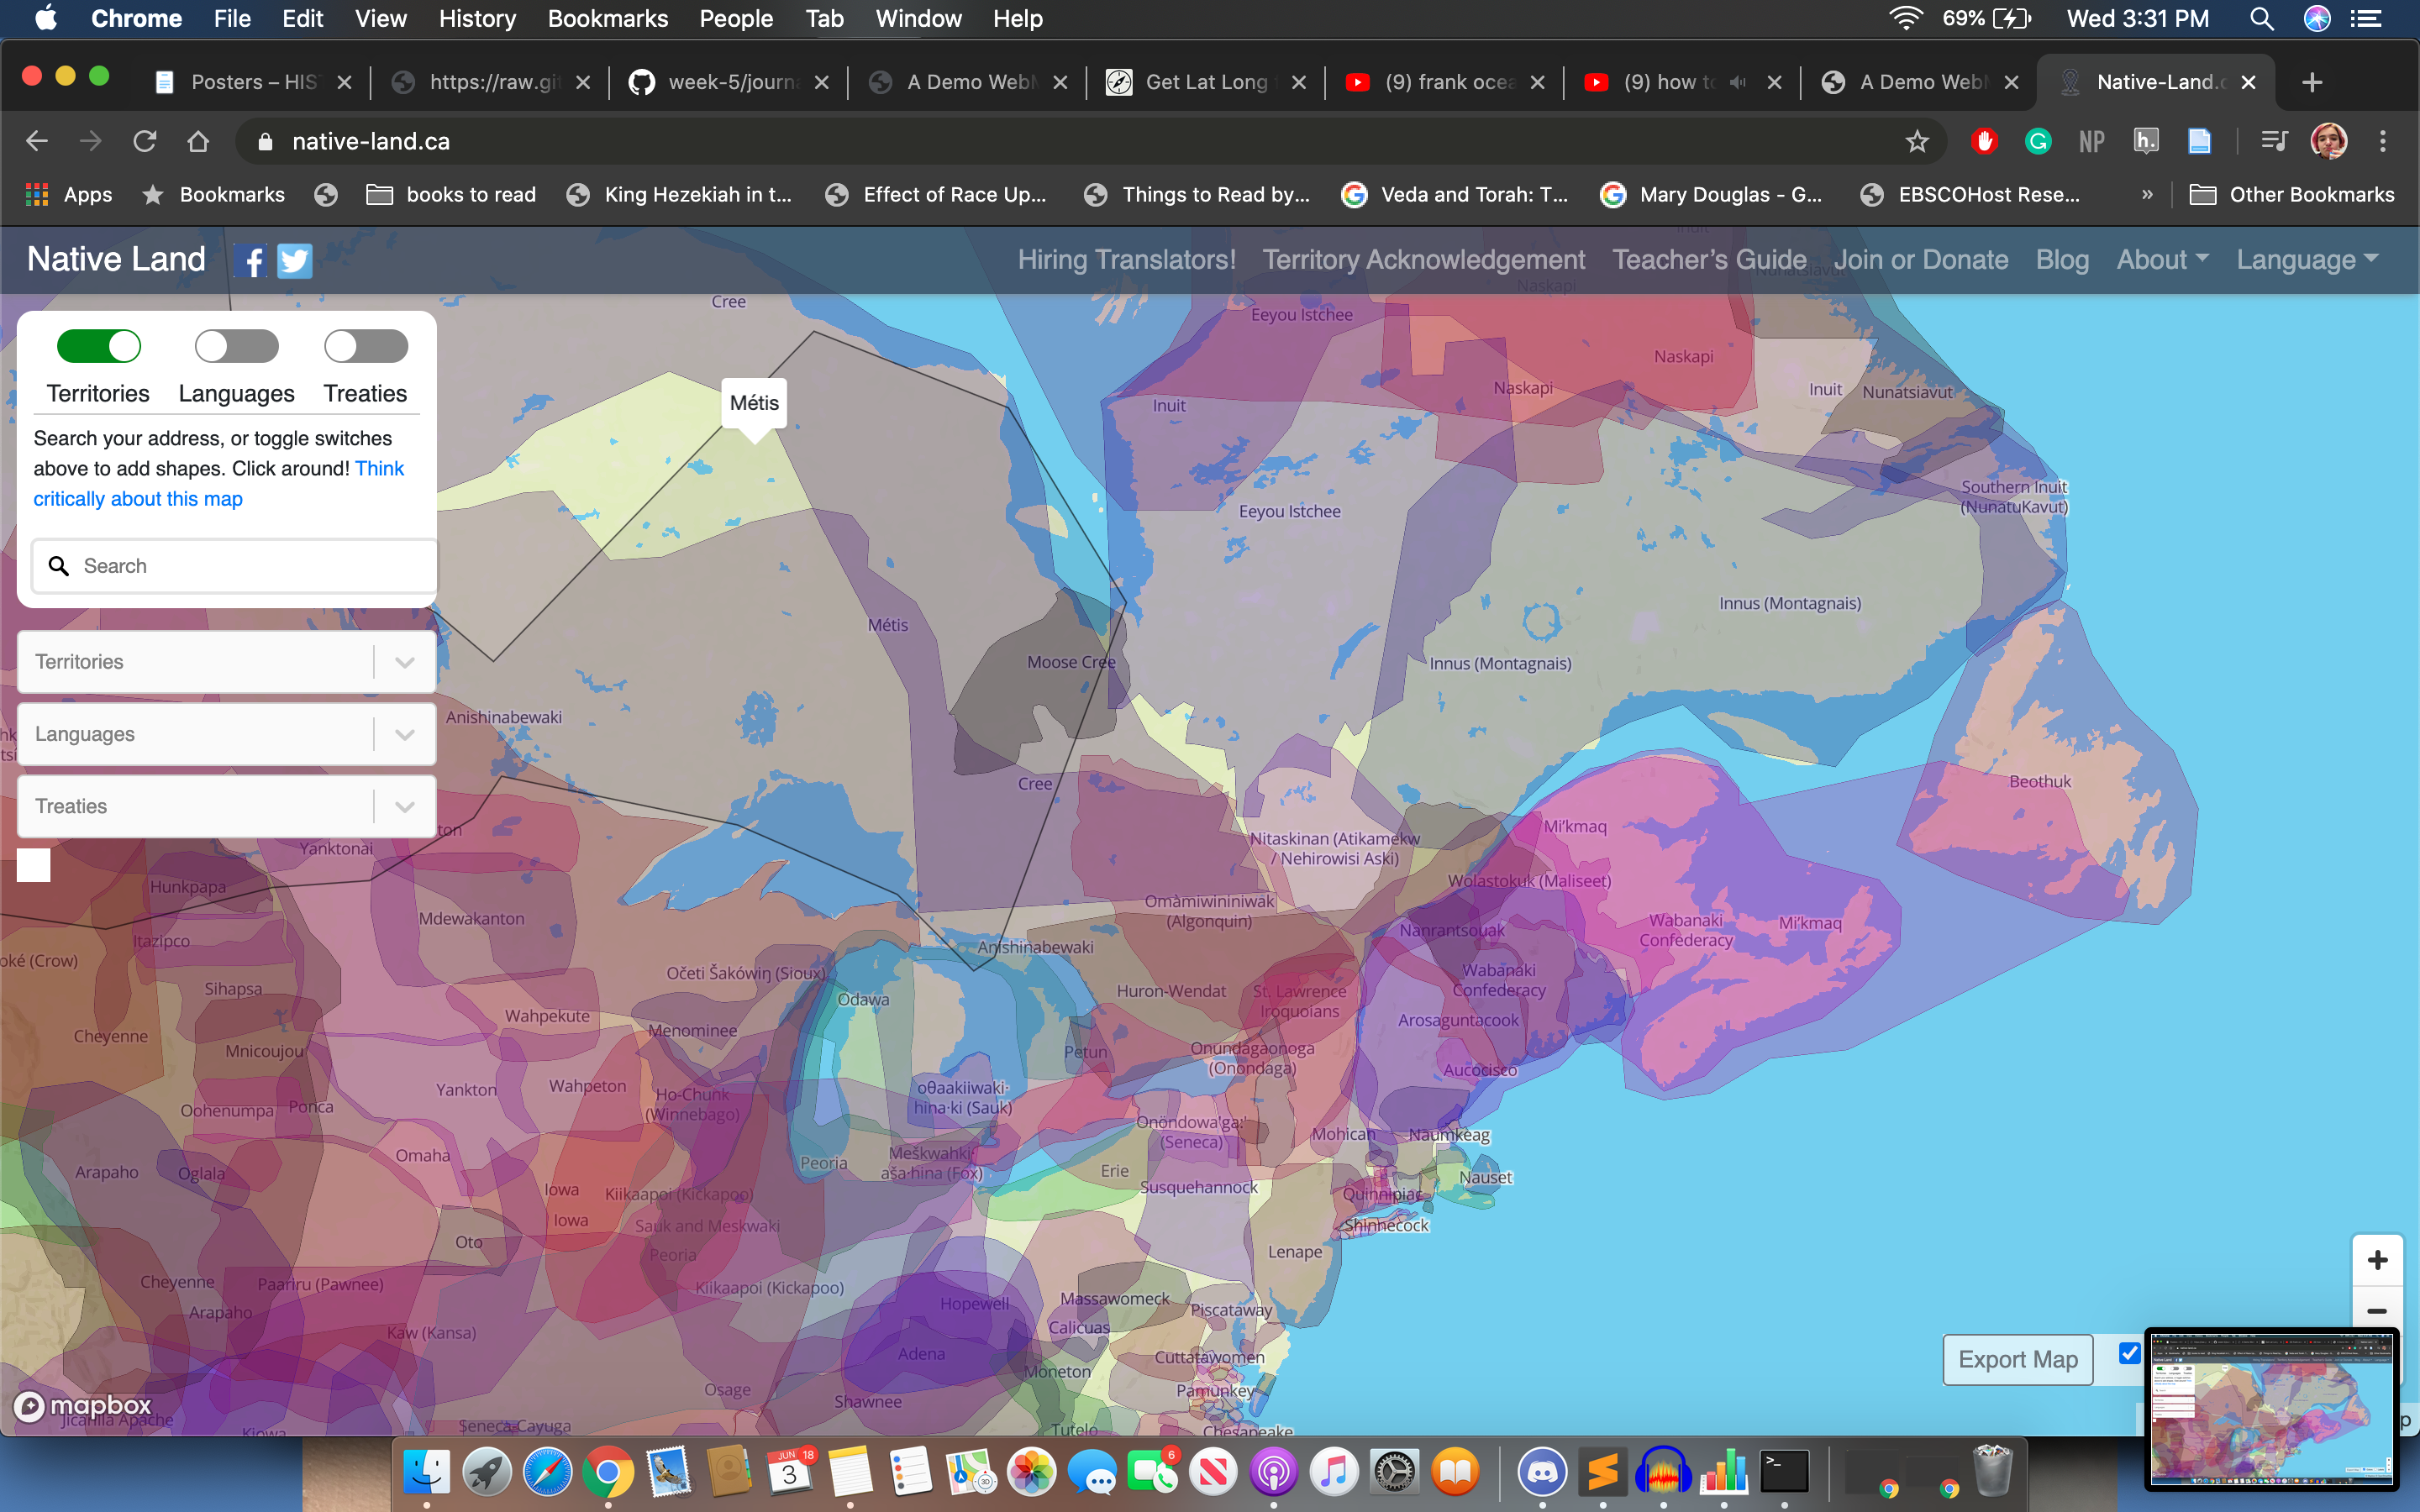 Chrome File Edit View History Bookmarks People Tab Window Help 69% Wed 3:31 PM
Posters – HIS https://raw.gi week-5/journa A Demo Web Get Lat Long (9) frank ocea (9) how to A Demo Web Native-Land.c
native-land.ca
Apps Bookmarks books to read King Hezekiah in t... Effect of Race Up... Things to Read by... Veda and Torah: T... Mary Douglas - G... EBSCOHost Rese... » Other Bookmarks
Native Land Hiring Translators! Territory Acknowledgement Teacher's Guide Join or Donate Blog About Language
Territories Languages Treaties
Search your address, or toggle switches
above to add shapes. Click around! Think
critically about this map
Search
Territories
Languages
Treaties
Cree
Eeyou Istchee
Naskapi
Naskapi
Métis
Inuit
Inuit
Nunatsiavut
Southern Inuit
(NunatuKavut)
Eeyou Istchee
Innus (Montagnais)
Métis
Moose Cree
Innus (Montagnais)
Anishinabewaki
Cree
Beothuk
Mi'kmaq
Yanktonai
Nitaskinan (Atikamekw
/ Nehirowisi Aski)
Hunkpapa
Wolastokuk (Maliseet)
Mdewakanton
Omàmiwininiwak
(Algonquin)
Wabanaki
Confederacy
Mi'kmaq
Nanrantsouak
Itazipco
Anishinabewaki
Očeti Šakówiŋ (Sioux)
Wabanaki
Confederacy
Sihapsa
Odawa
Huron-Wendat
St. Lawrence
Iroquoians
Wahpekute
Menominee
Arosaguntacook
Cheyenne
Mnicoujou
Petun
Onundagaonoga
(Onondaga)
Aucocisco
Yankton
Wahpeton
Ho-Chunk
(Winnebago)
oθaakiiwaki·
hina·ki (Sauk)
Oohenumpa
Ponca
Onöndowa'ga:'
(Seneca)
Mohican
Naumkeag
Omaha
Peoria
Meškwahki·
aša·hina (Fox)
Erie
Nauset
Arapaho
Oglala
Susquehannock
Quinnipiac
Iowa
Kiikaapoi (Kickapoo)
Iowa
Sauk and Meskwaki
Shinnecock
Oto
Peoria
Lenape
Cheyenne
Paariru (Pawnee)
Kiikaapoi (Kickapoo)
Arapaho
Hopewell
Massawomeck
Piscataway
Calicuas
Kaw (Kansa)
Adena
Cuttatawomen
Moneton
Osage
Shawnee
Pamunkey
Jicarilla Apache
Kiowa
Seneca-Cayuga
Tutelo
Chesapeake
mapbox
+
−
Export Map
JUN 18
3
6